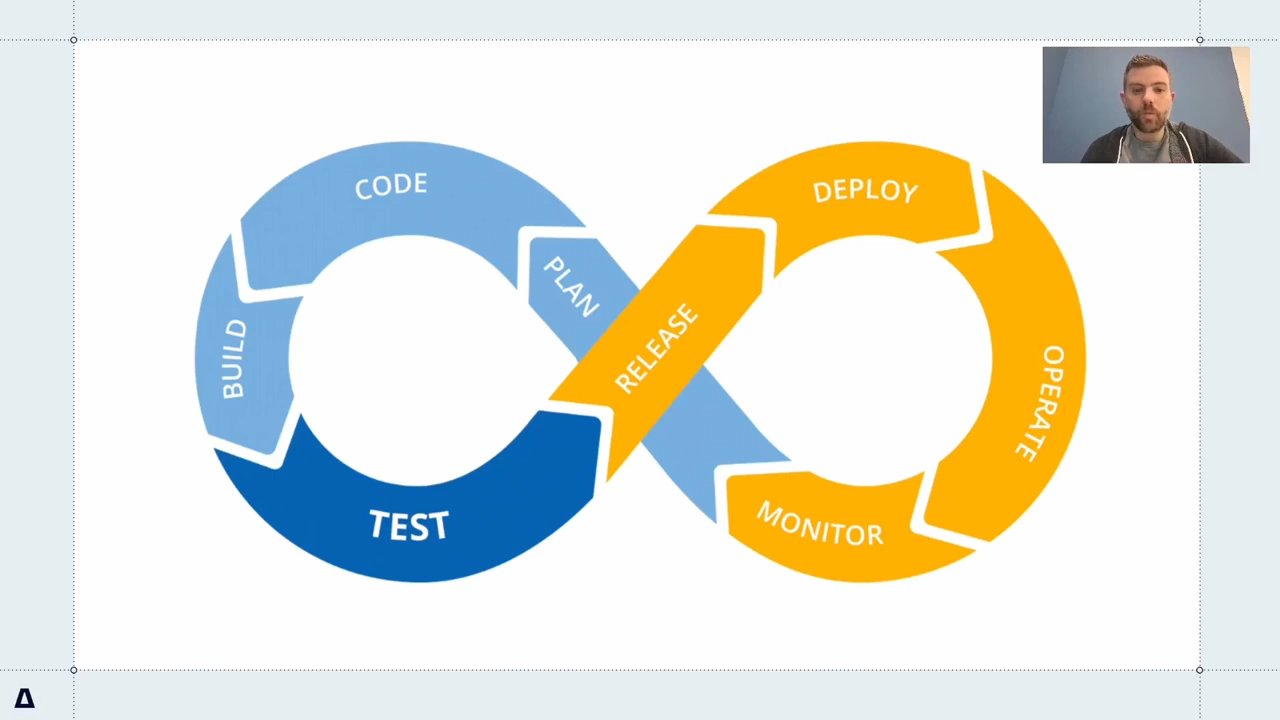 CODE
DEPLOY
PLAN
RELEASE
BUILD
OPERATE
TEST
MONITOR